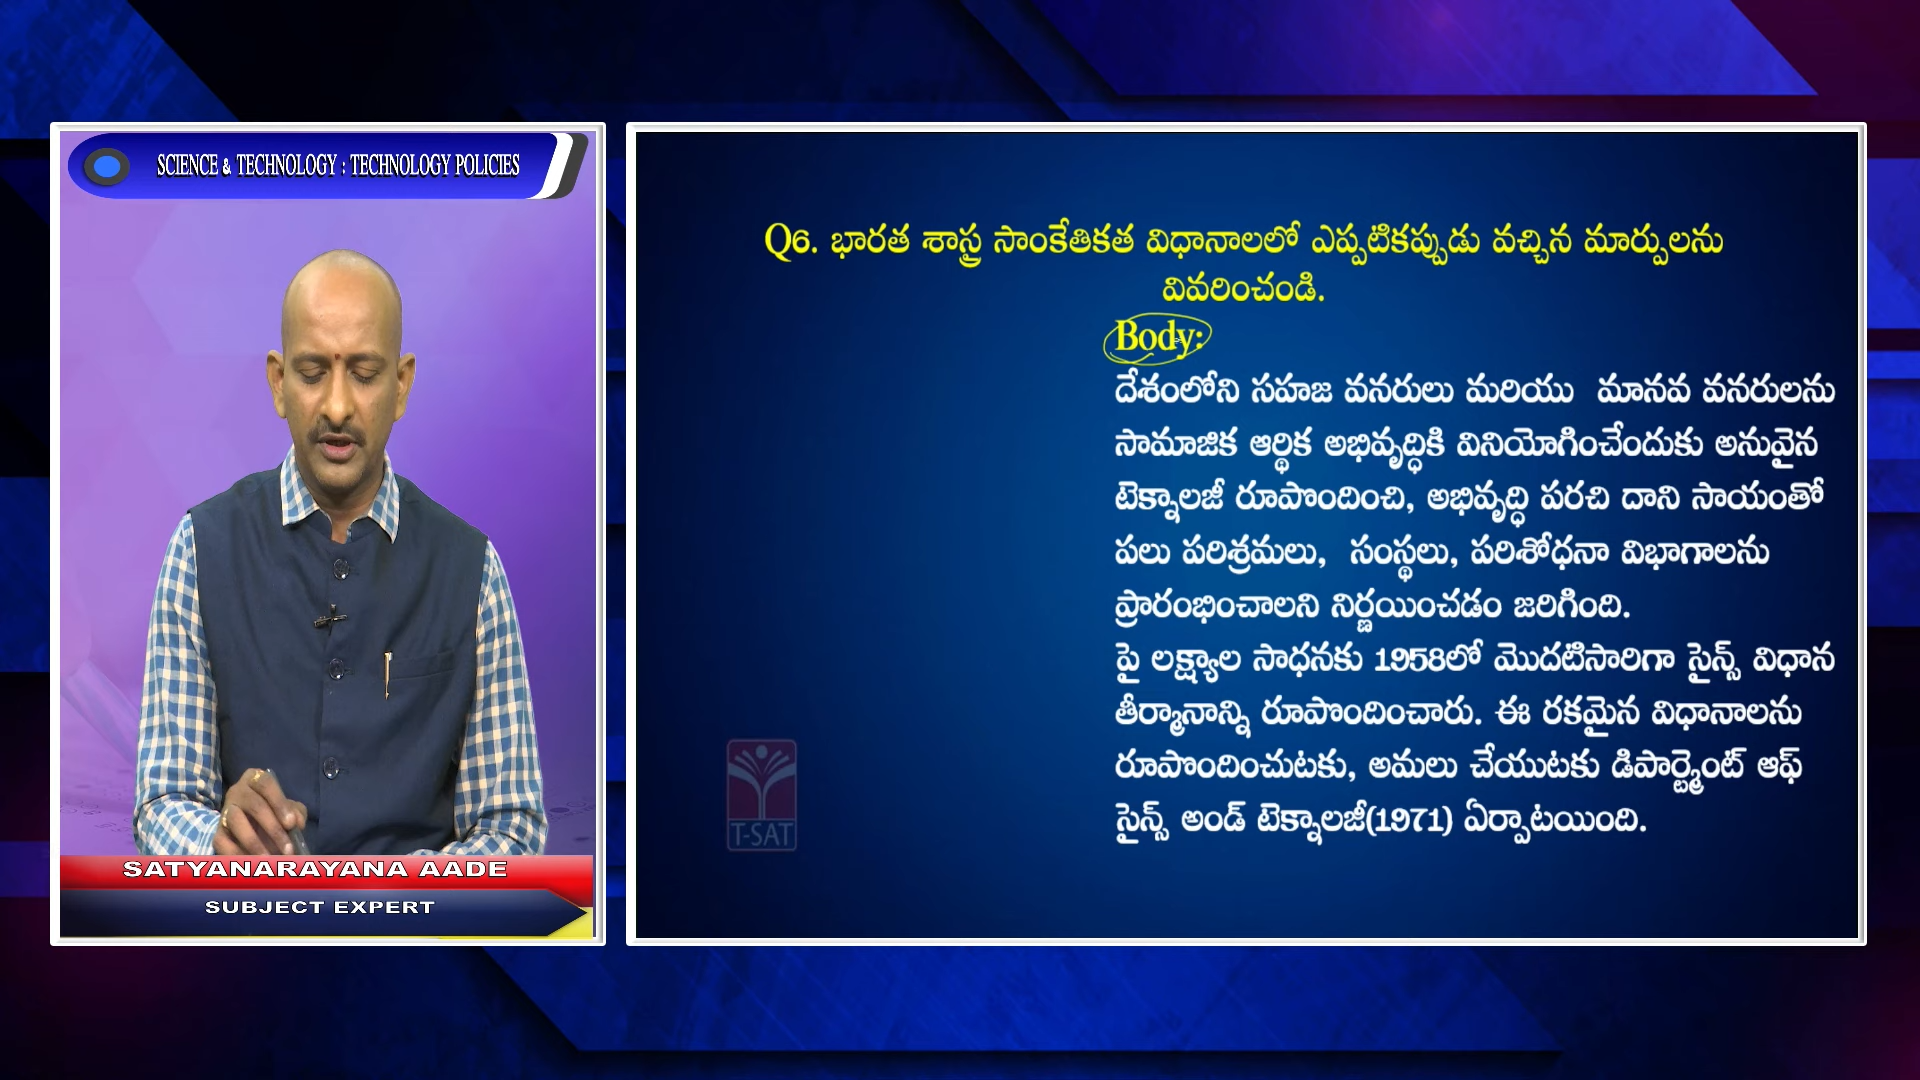 SCIENCE & TECHNOLOGY : TECHNOLOGY POLICIES
Q6. భారత శాస్త్ర సాంకేతికత విధానాలలో ఎప్పటికప్పుడు వచ్చిన మార్పులను
వివరించండి.
Body:
దేశంలోని సహజ వనరులు మరియు మానవ వనరులను
సామాజిక ఆర్థిక అభివృద్ధికి వినియోగించేందుకు అనువైన
టెక్నాలజీ రూపొందించి, అభివృద్ధి పరచి దాని సాయంతో
పలు పరిశ్రమలు, సంస్థలు, పరిశోధనా విభాగాలను
ప్రారంభించాలని నిర్ణయించడం జరిగింది.
పై లక్ష్యాల సాధనకు 1958లో మొదటిసారిగా సైన్స్ విధాన
తీర్మానాన్ని రూపొందించారు. ఈ రకమైన విధానాలను
రూపొందించుటకు, అమలు చేయుటకు డిపార్ట్మెంట్ ఆఫ్
సైన్స్ అండ్ టెక్నాలజీ(1971) ఏర్పాటయింది.
T-SAT
SATYANARAYANA AADE
SUBJECT EXPERT